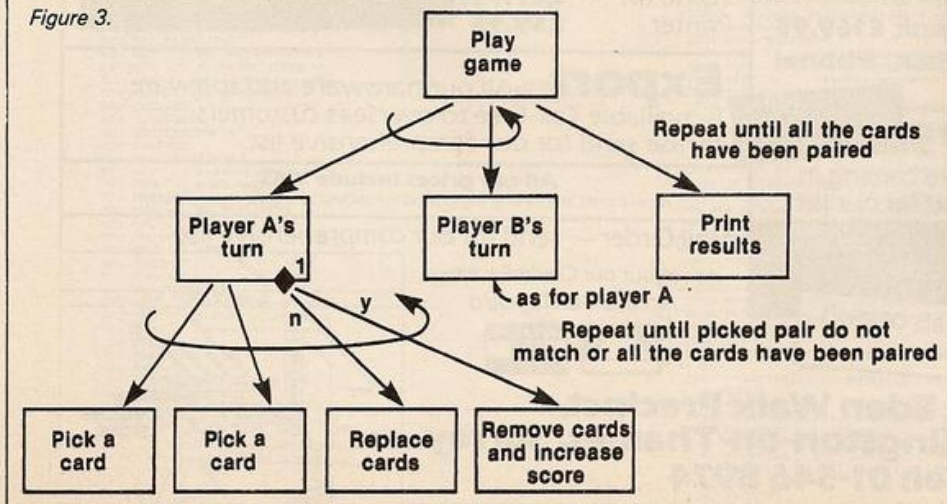 Figure 3.
Play
game
Repeat until all the cards
have been paired
Player A's
turn
Player B's
turn
Print
results
1
n
y
as for player A
Repeat until picked pair do not
match or all the cards have been paired
Pick a
card
Pick a
card
Replace
cards
Remove cards
and increase
score